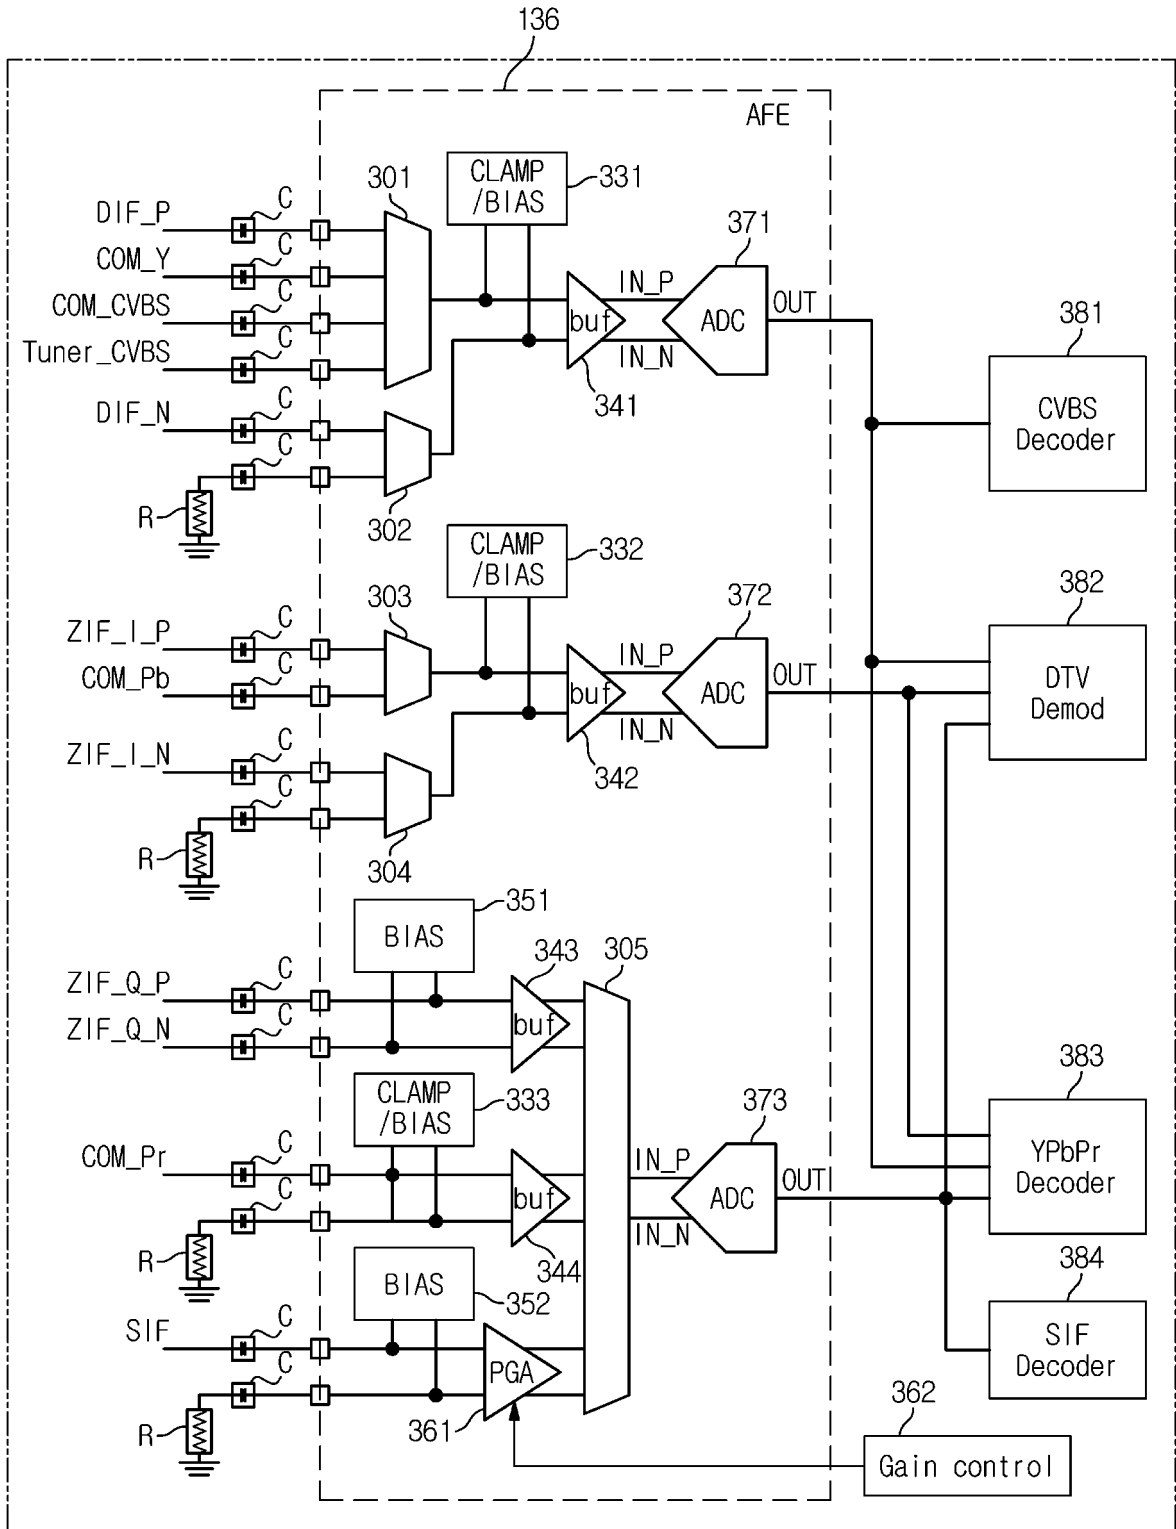 136
AFE
CLAMP
/BIAS
331
301
DIF_P
C
COM_Y
C
COM_CVBS
C
Tuner_CVBS
C
DIF_N
C
C
R
302
buf
341
IN_P
IN_N
371
ADC
OUT
381
CVBS
Decoder
CLAMP
/BIAS
332
303
ZIF_I_P
C
COM_Pb
C
ZIF_I_N
C
C
R
304
buf
342
IN_P
IN_N
372
ADC
OUT
382
DTV
Demod
BIAS
351
343
305
ZIF_Q_P
C
ZIF_Q_N
C
buf
CLAMP
/BIAS
333
COM_Pr
C
C
R
buf
344
IN_P
IN_N
373
ADC
OUT
383
YPbPr
Decoder
BIAS
352
SIF
C
C
R
PGA
361
384
SIF
Decoder
362
Gain control